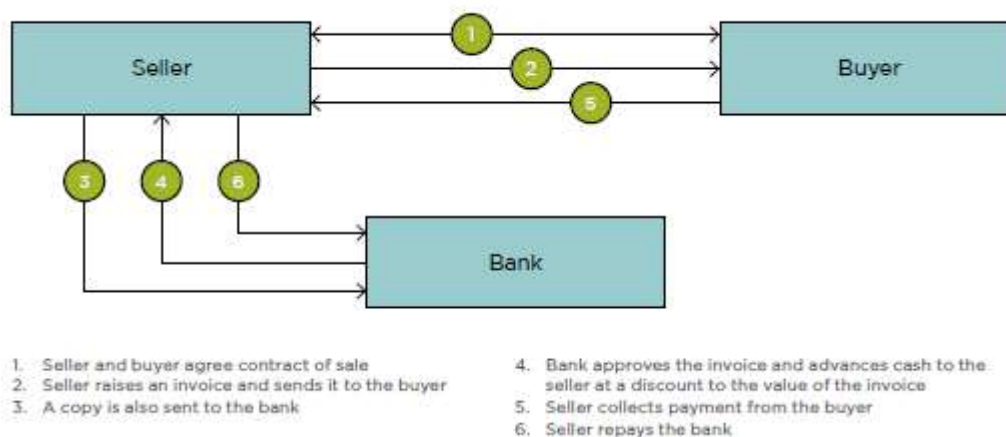 1
Seller
2
Buyer
5
3
4
6
Bank
1. Seller and buyer agree contract of sale
2. Seller raises an invoice and sends it to the buyer
3. A copy is also sent to the bank
4. Bank approves the invoice and advances cash to the
seller at a discount to the value of the invoice
5. Seller collects payment from the buyer
6. Seller repays the bank